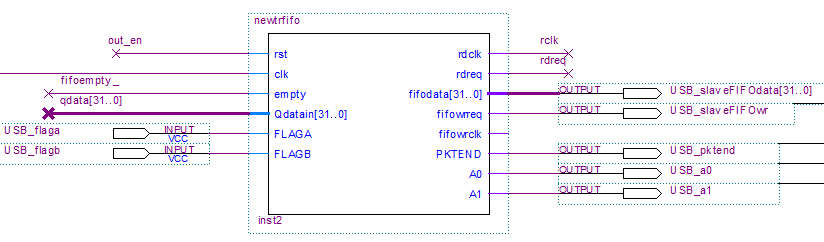 newtrfifo
out_en
rst
rdclk
rclk
clk
rdreq
rdreq
fifoempty_
empty
fifodata[31..0]
OUTPUT
USB_slaveFIFOdata[31..0]
qdata[31..0]
Qdatain[31..0]
fifowrreq
OUTPUT
USB_slaveFIFOwr
USB_flaga
INPUT
VCC
FLAGA
fifowrclk
USB_flagb
INPUT
VCC
FLAGB
PKTEND
OUTPUT
USB_pktend
A0
OUTPUT
USB_a0
A1
OUTPUT
USB_a1
inst2